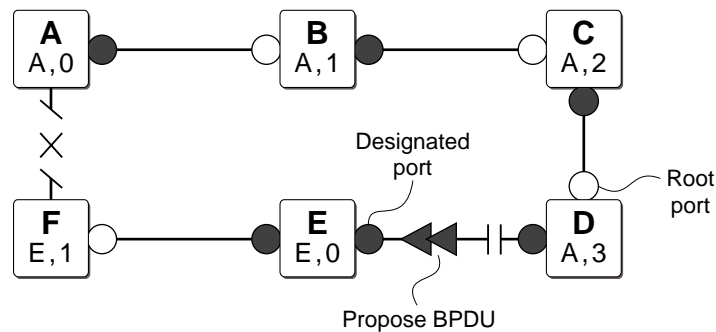 A
A,0
B
A,1
C
A,2
Designated
port
Root
port
F
E,1
E
E,0
D
A,3
Propose BPDU